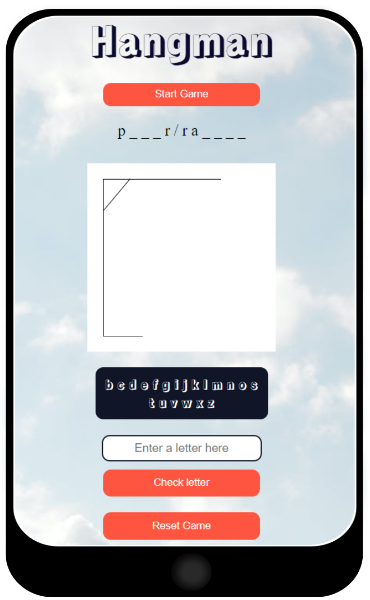 Hangman
Start Game
p _ _ _ r / r a _ _ _ _
b c d e f g i j k l m n o s
t u v w x z
Enter a letter here
Check letter
Reset Game